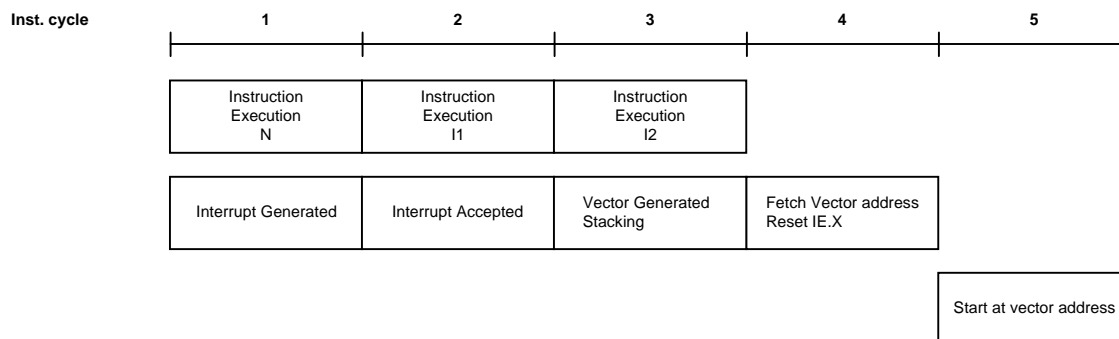 Inst. cycle 1 2 3 4 5
Instruction Execution N
Instruction Execution I1
Instruction Execution I2
Interrupt Generated
Interrupt Accepted
Vector Generated
Stacking
Fetch Vector address
Reset IE.X
Start at vector address